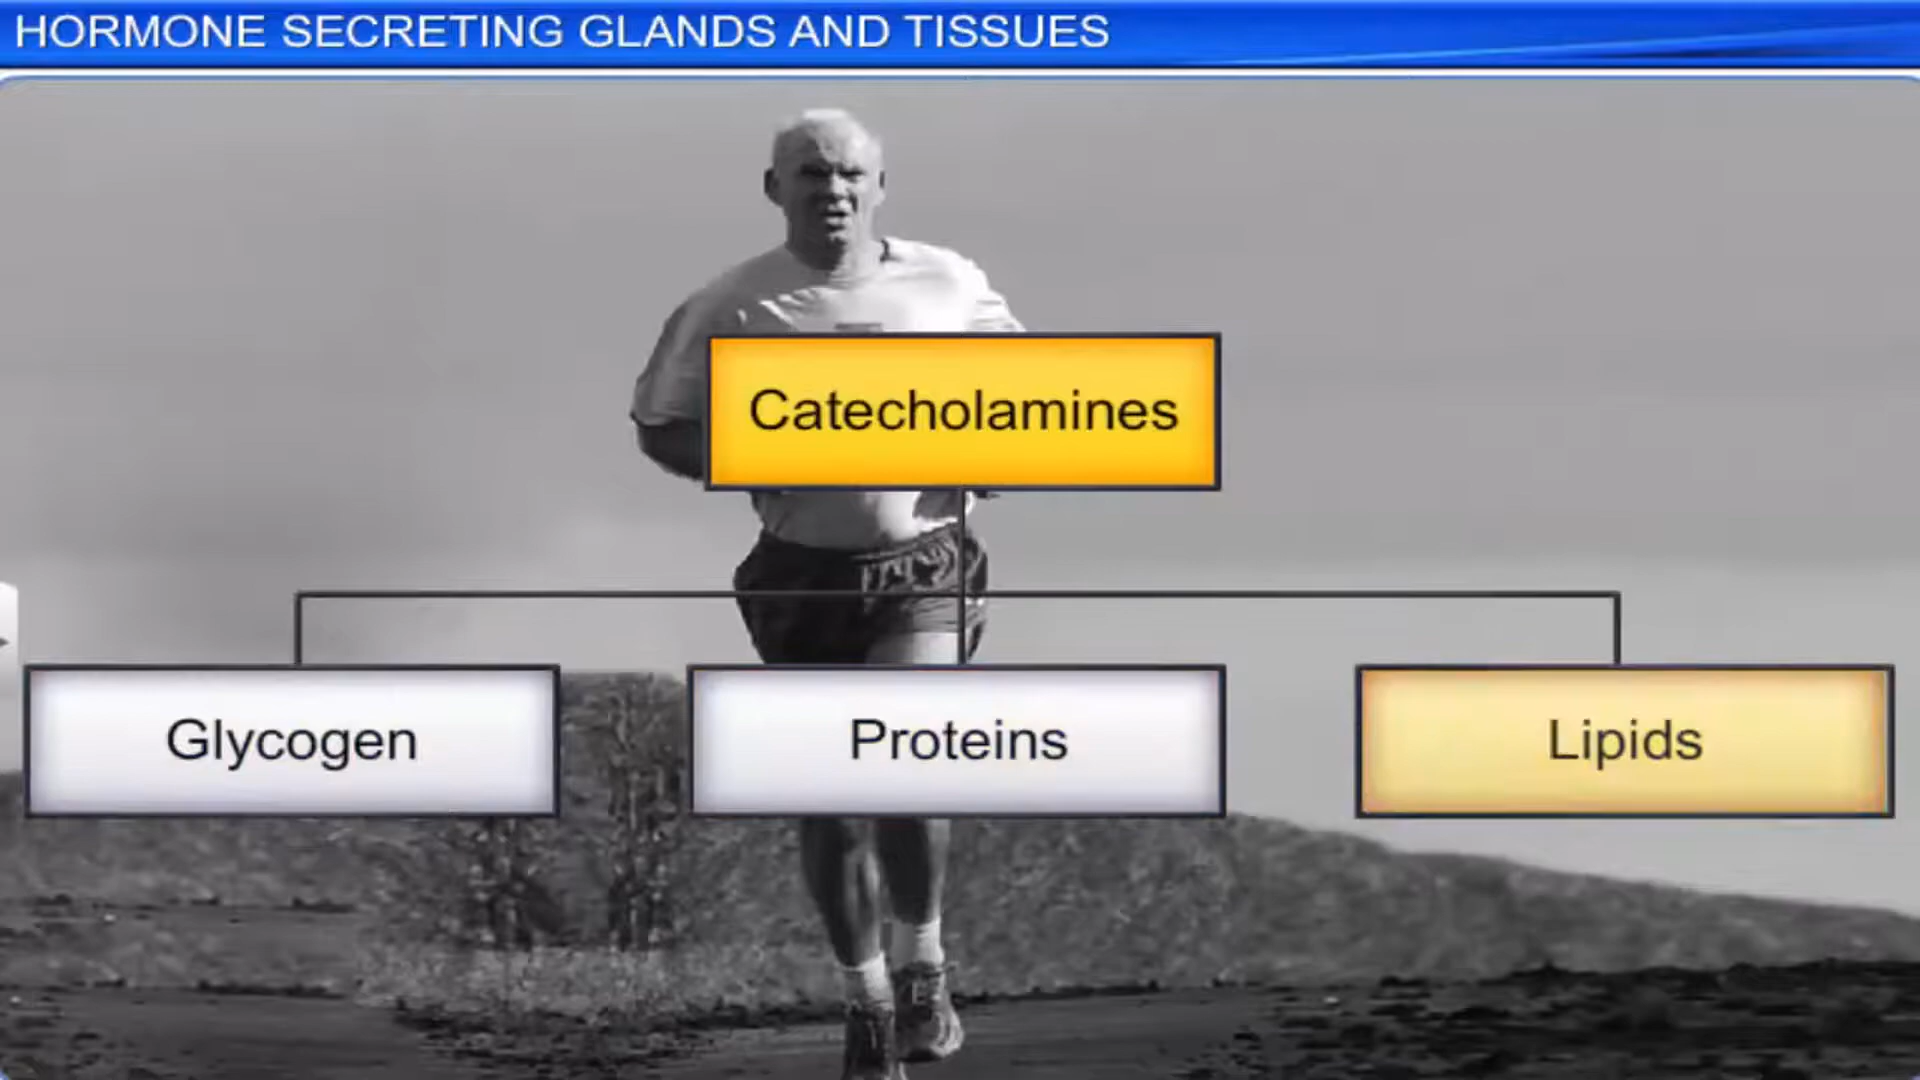 HORMONE SECRETING GLANDS AND TISSUES
Catecholamines
Glycogen
Proteins
Lipids